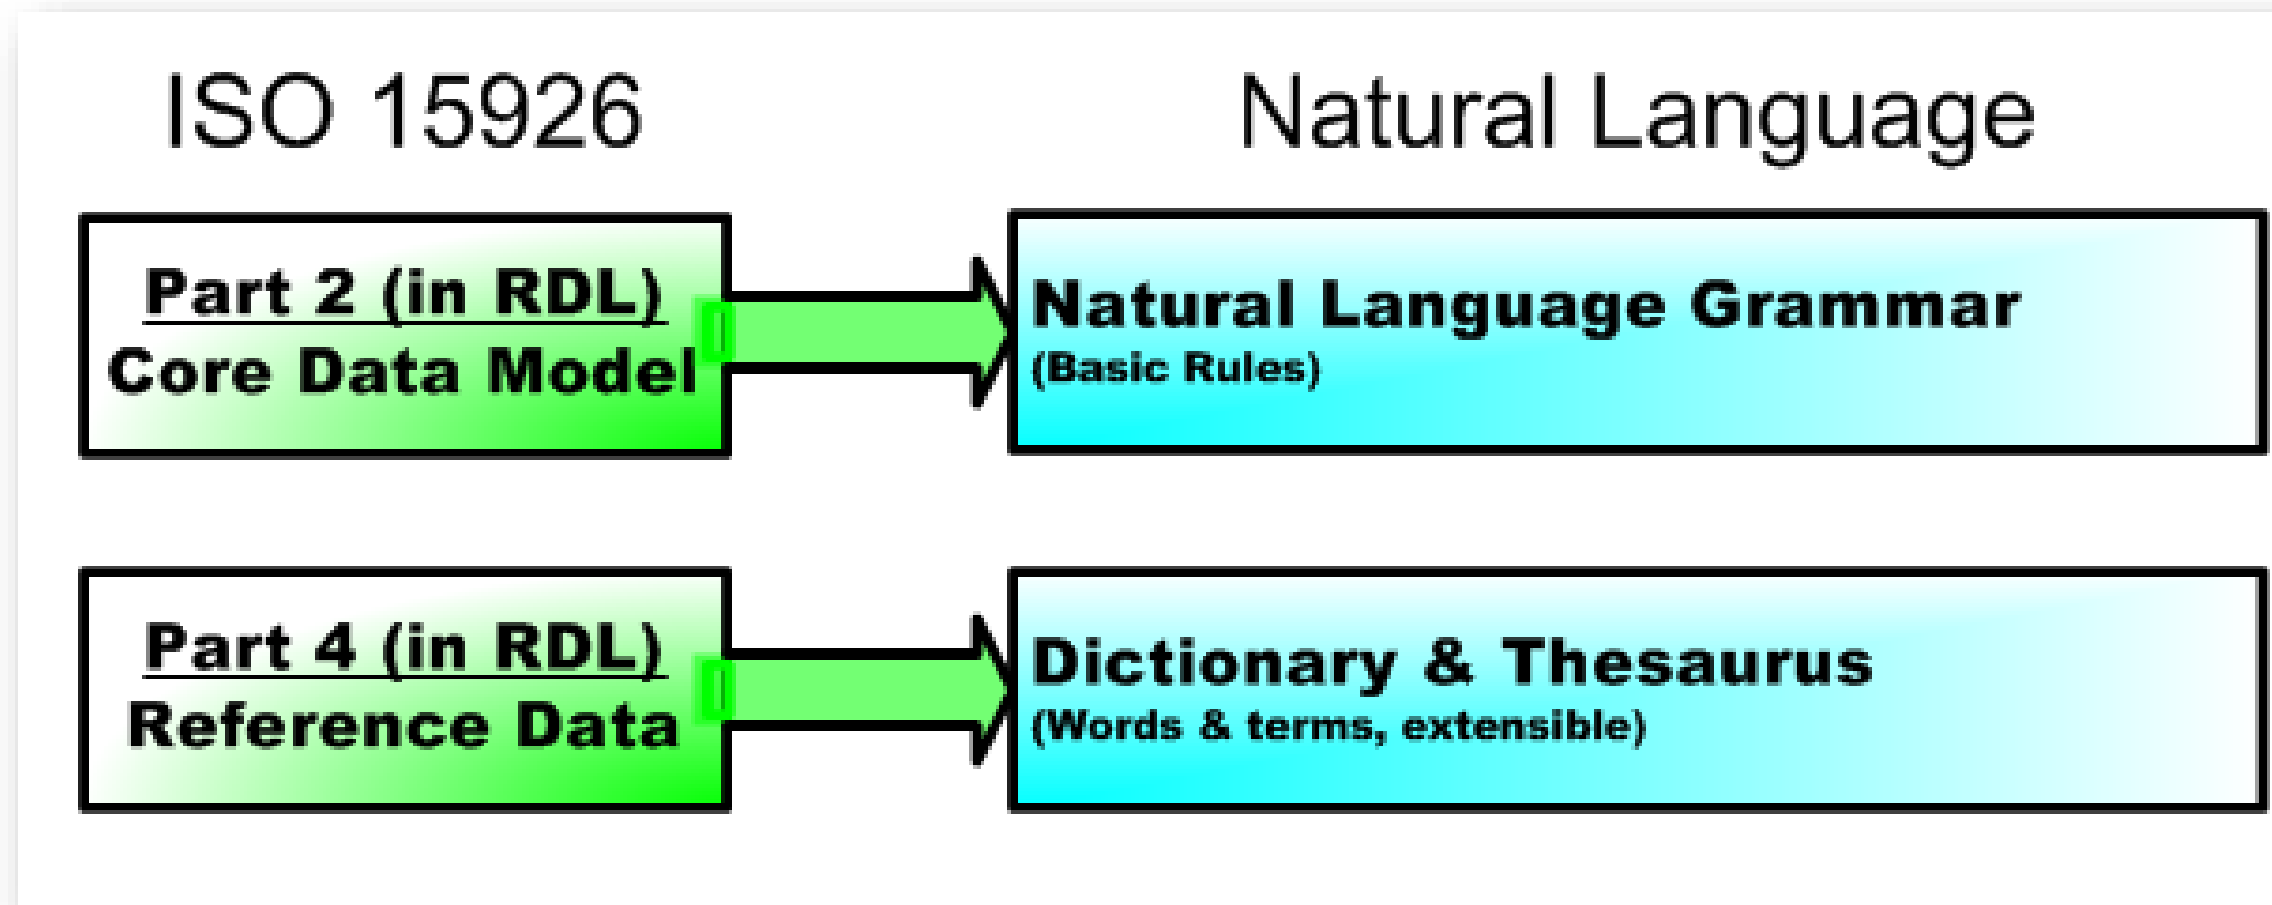 ISO 15926
Natural Language
Part 2 (in RDL)
Core Data Model
Natural Language Grammar
(Basic Rules)
Part 4 (in RDL)
Reference Data
Dictionary & Thesaurus
(Words & terms, extensible)